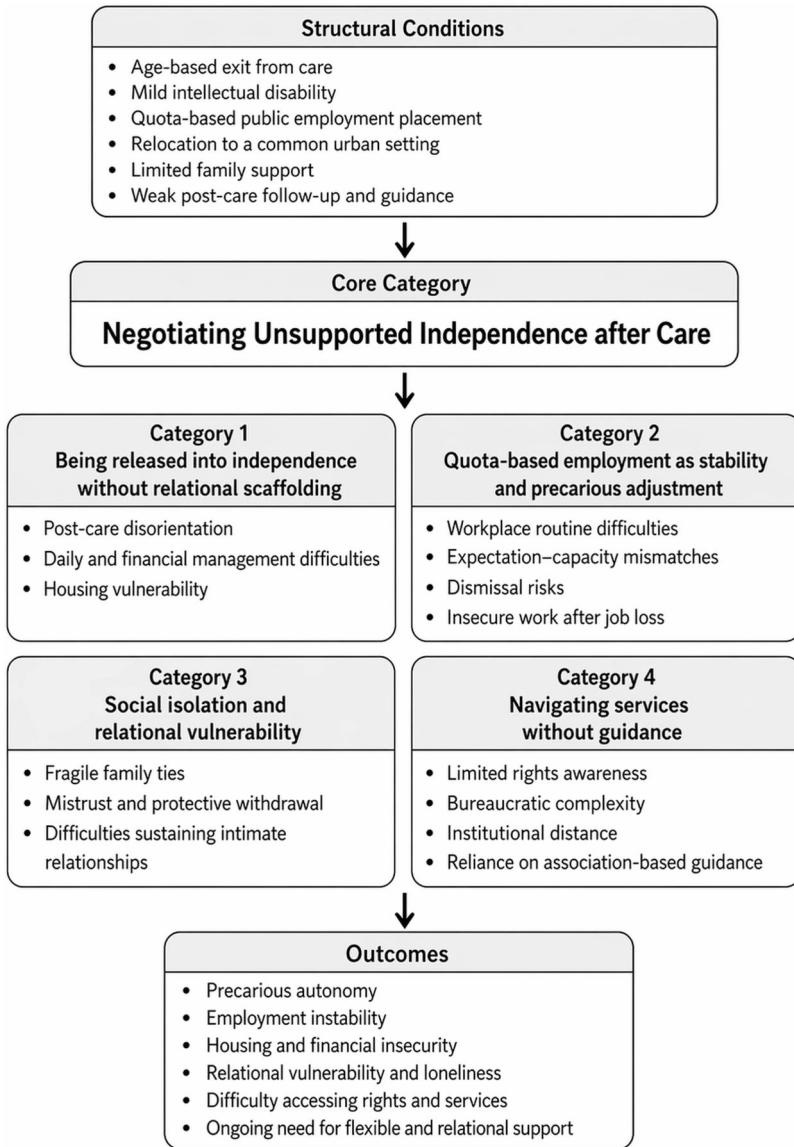 Structural Conditions
• Age-based exit from care
• Mild intellectual disability
• Quota-based public employment placement
• Relocation to a common urban setting
• Limited family support
• Weak post-care follow-up and guidance
Core Category
Negotiating Unsupported Independence after Care
Category 1
Being released into independence
without relational scaffolding
• Post-care disorientation
• Daily and financial management difficulties
• Housing vulnerability
Category 2
Quota-based employment as stability
and precarious adjustment
• Workplace routine difficulties
• Expectation–capacity mismatches
• Dismissal risks
• Insecure work after job loss
Category 3
Social isolation and
relational vulnerability
• Fragile family ties
• Mistrust and protective withdrawal
• Difficulties sustaining intimate
relationships
Category 4
Navigating services
without guidance
• Limited rights awareness
• Bureaucratic complexity
• Institutional distance
• Reliance on association-based guidance
Outcomes
• Precarious autonomy
• Employment instability
• Housing and financial insecurity
• Relational vulnerability and loneliness
• Difficulty accessing rights and services
• Ongoing need for flexible and relational support